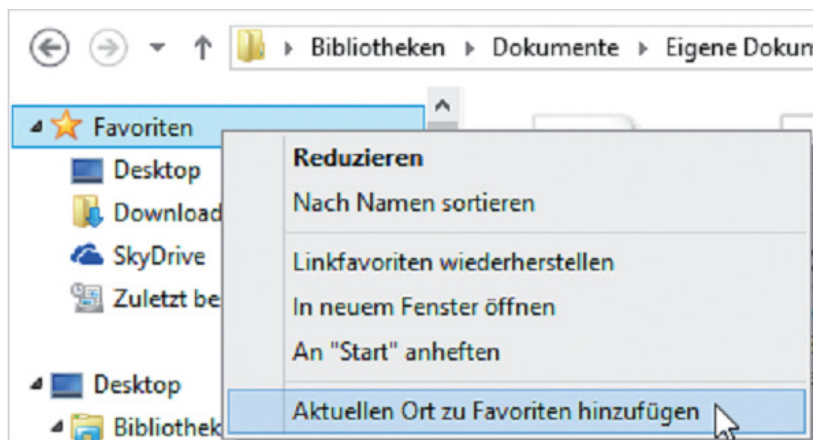 Bibliotheken Dokumente Eigene Dokum
Favoriten
Desktop
Download
SkyDrive
Zuletzt be
Desktop
Bibliothek
Reduzieren
Nach Namen sortieren
Linkfavoriten wiederherstellen
In neuem Fenster öffnen
An "Start" anheften
Aktuellen Ort zu Favoriten hinzufügen